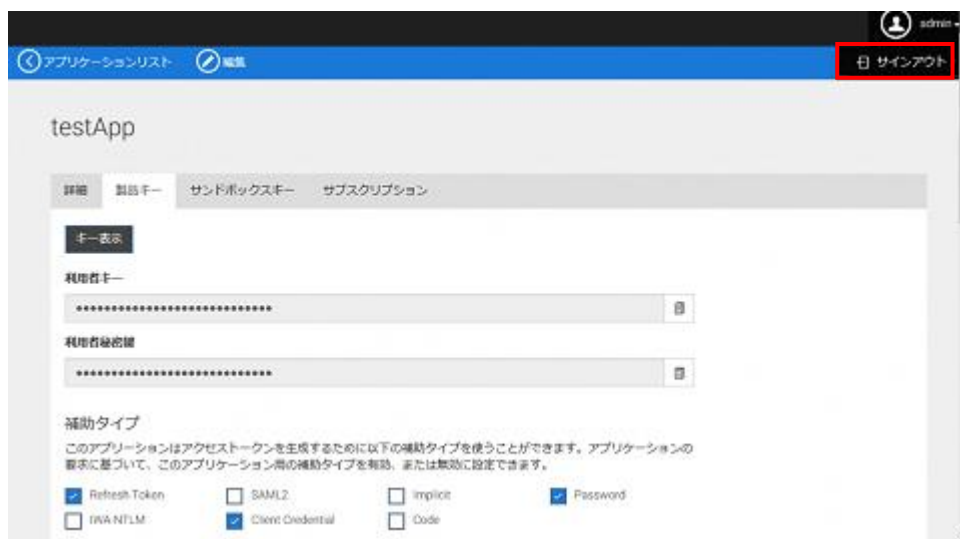 admin
アプリケーションリスト 編集 サインアウト
testApp
詳細 製品キー サンドボックスキー サブスクリプション
キー表示
利用者キー
••••••••••••••••••••••••••••
利用者秘密鍵
••••••••••••••••••••••••••••
補助タイプ
このアプリーションはアクセストークンを生成するために以下の補助タイプを使うことができます。アプリケーションの
要求に基づいて、このアプリケーション用の補助タイプを有効、または無効に設定できます。
Refresh Token SAML2 Implicit Password
IWA-NTLM Client Credential Code